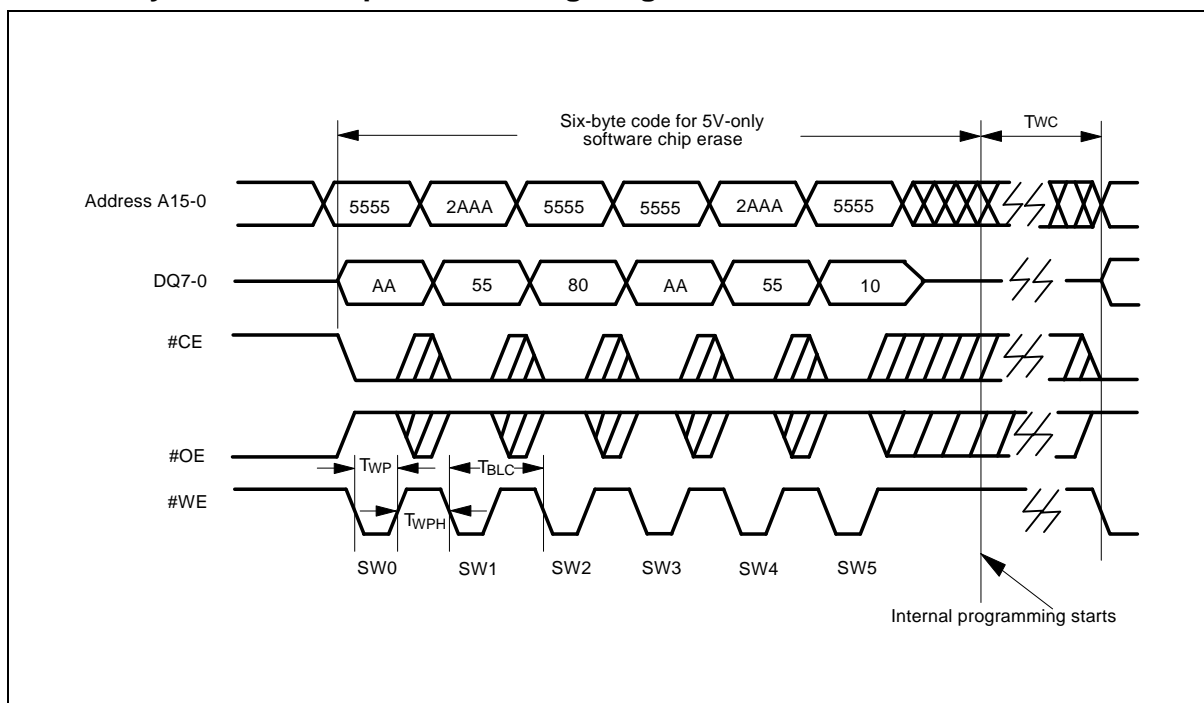 Six-byte code for 5V-only
software chip erase
TWC
Address A15-0
5555
2AAA
5555
5555
2AAA
5555
DQ7-0
AA
55
80
AA
55
10
#CE
#OE
TWP
TBLC
#WE
TWPH
SW0
SW1
SW2
SW3
SW4
SW5
Internal programming starts